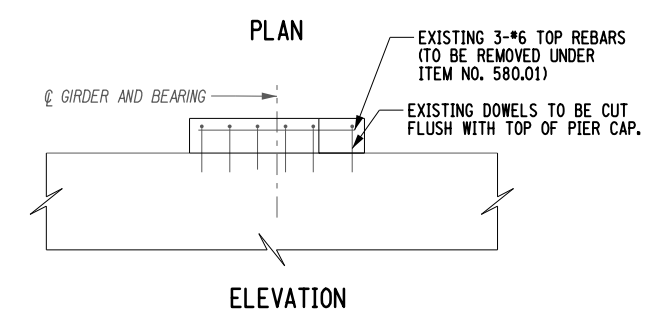 PLAN
EXISTING 3-#6 TOP REBARS
(TO BE REMOVED UNDER
ITEM NO. 580.01)
℄ GIRDER AND BEARING
EXISTING DOWELS TO BE CUT
FLUSH WITH TOP OF PIER CAP.
ELEVATION